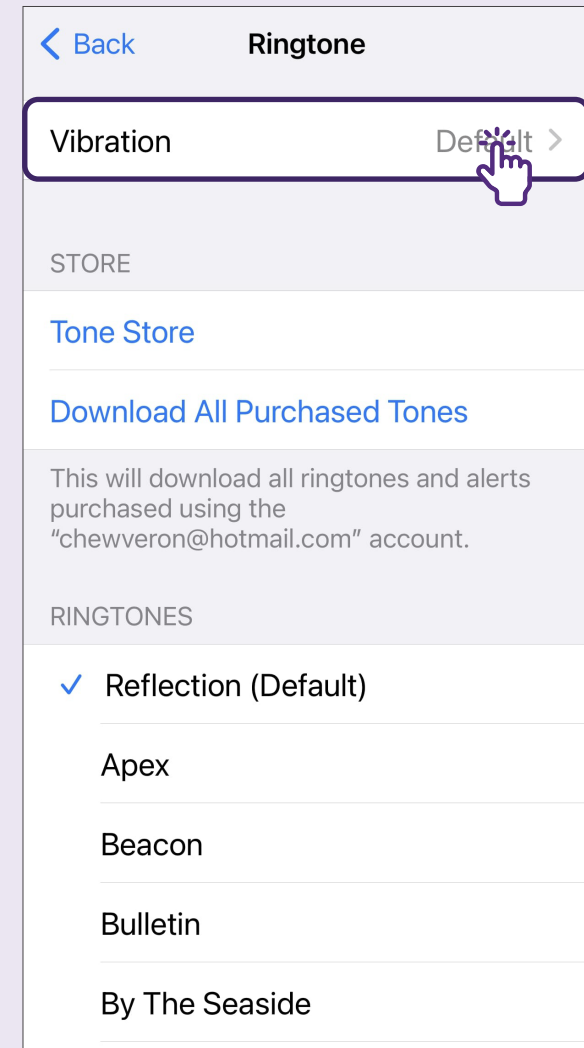 Back
Ringtone
Vibration
Default
STORE
Tone Store
Download All Purchased Tones
This will download all ringtones and alerts
purchased using the
“chewveron@hotmail.com” account.
RINGTONES
Reflection (Default)
Apex
Beacon
Bulletin
By The Seaside